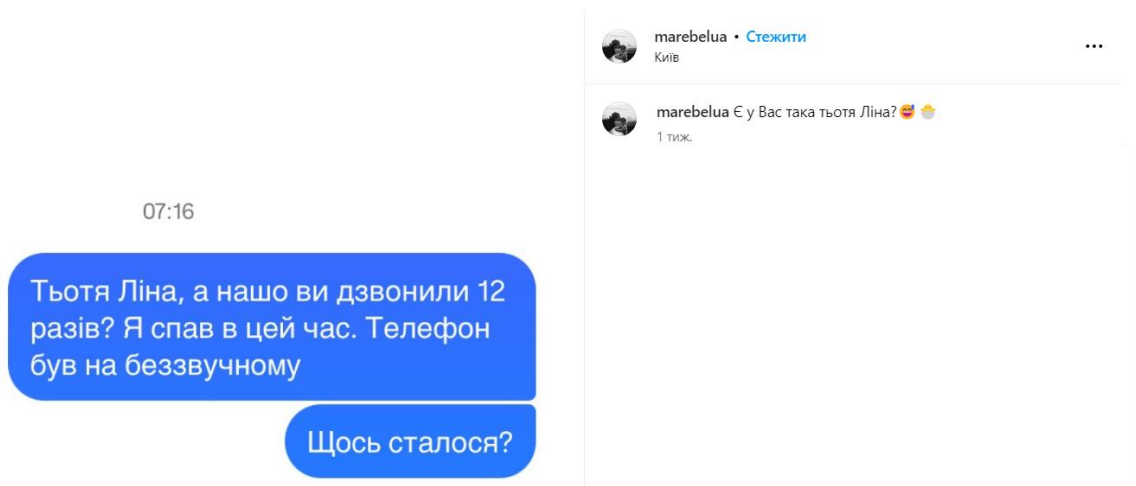 07:16
Тьотя Ліна, а нашо ви дзвонили 12
разів? Я спав в цей час. Телефон
був на беззвучному
Щось сталося?
marebelua • Стежити
Київ
marebelua Є у Вас така тьотя Ліна?😅 🐣
1 тиж.